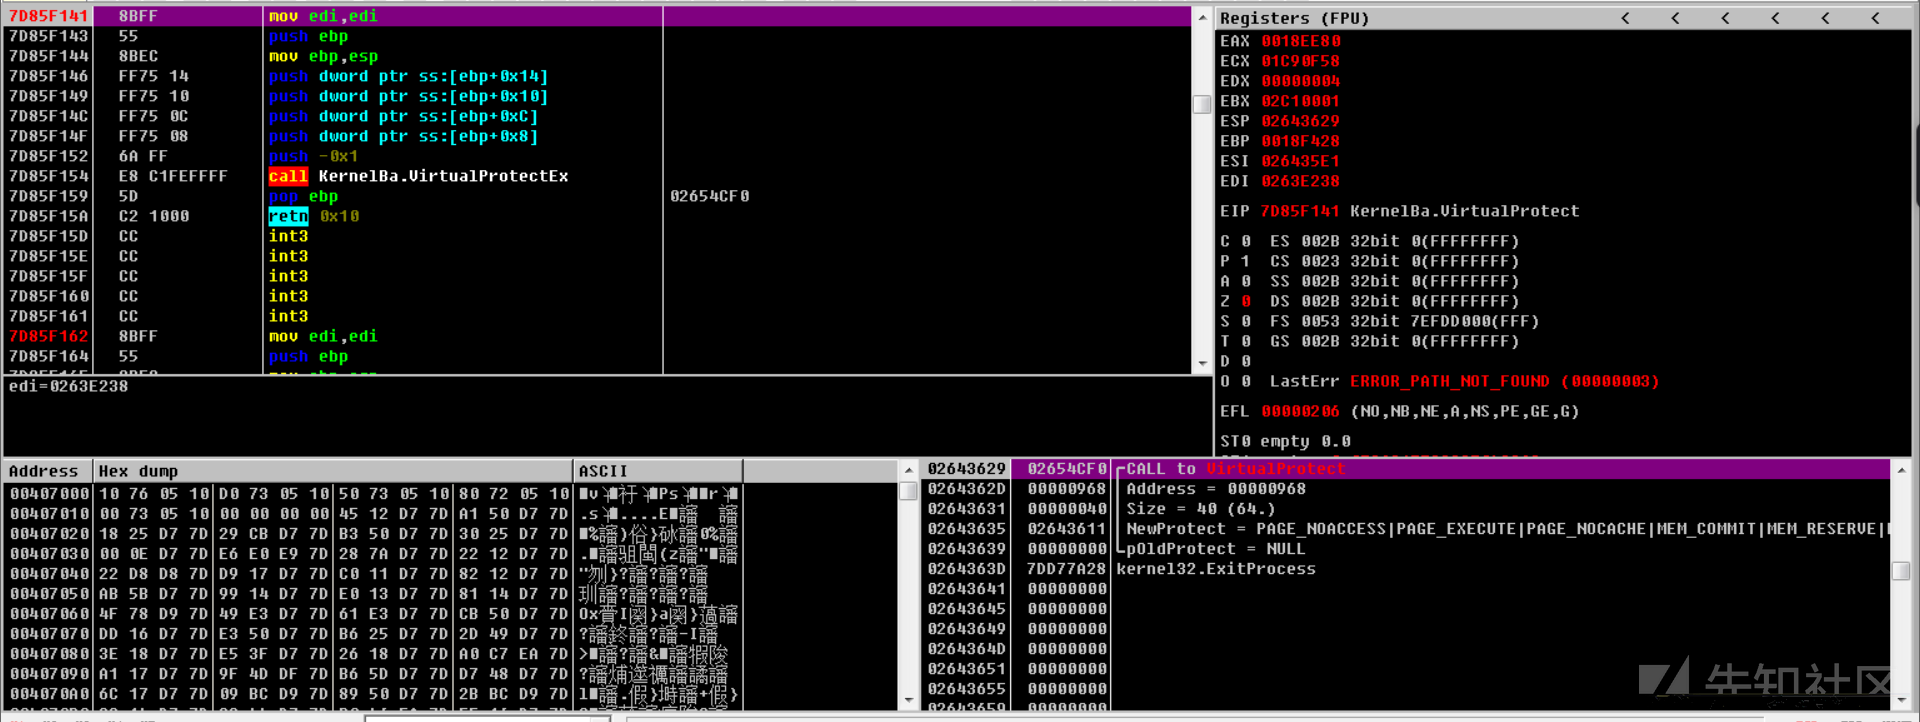 7D85F141 8BFF mov edi,edi
7D85F143 55 push ebp
7D85F144 8BEC mov ebp,esp
7D85F146 FF75 14 push dword ptr ss:[ebp+0x14]
7D85F149 FF75 10 push dword ptr ss:[ebp+0x10]
7D85F14C FF75 0C push dword ptr ss:[ebp+0xC]
7D85F14F FF75 08 push dword ptr ss:[ebp+0x8]
7D85F152 6A FF push -0x1
7D85F154 E8 C1FEFFFF call KernelBa.VirtualProtectEx
7D85F159 5D pop ebp 02654CF0
7D85F15A C2 1000 retn 0x10
7D85F15D CC int3
7D85F15E CC int3
7D85F15F CC int3
7D85F160 CC int3
7D85F161 CC int3
7D85F162 8BFF mov edi,edi
7D85F164 55 push ebp
edi=0263E238
Registers (FPU) < < < < < <
EAX 0018EE80
ECX 01C90F58
EDX 00000004
EBX 02C10001
ESP 02643629
EBP 0018F428
ESI 026435E1
EDI 0263E238
EIP 7D85F141 KernelBa.VirtualProtect
C 0 ES 002B 32bit 0(FFFFFFFF)
P 1 CS 0023 32bit 0(FFFFFFFF)
A 0 SS 002B 32bit 0(FFFFFFFF)
Z 0 DS 002B 32bit 0(FFFFFFFF)
S 0 FS 0053 32bit 7EFDD000(FFF)
T 0 GS 002B 32bit 0(FFFFFFFF)
D 0
O 0 LastErr ERROR_PATH_NOT_FOUND (00000003)
EFL 00000206 (NO,NB,NE,A,NS,PE,GE,G)
ST0 empty 0.0
Address Hex dump ASCII
00407000 10 76 05 10 D0 73 05 10 50 73 05 10 80 72 05 10
00407010 00 73 05 10 00 00 00 00 45 12 D7 7D A1 50 D7 7D
00407020 18 25 D7 7D 29 CB D7 7D B3 50 D7 7D 30 25 D7 7D
00407030 00 0E D7 7D E6 E0 E9 7D 28 7A D7 7D 22 12 D7 7D
00407040 22 D8 D8 7D D9 17 D7 7D C0 11 D7 7D 82 12 D7 7D
00407050 AB 5B D7 7D 99 14 D7 7D E0 13 D7 7D 81 14 D7 7D
00407060 4F 78 D9 7D 49 E3 D7 7D 61 E3 D7 7D CB 50 D7 7D
00407070 DD 16 D7 7D E3 50 D7 7D B6 25 D7 7D 2D 49 D7 7D
00407080 3E 18 D7 7D E5 3F D7 7D 26 18 D7 7D A0 C7 EA 7D
00407090 A1 17 D7 7D 9F 4D DF 7D B6 5D D7 7D D7 48 D7 7D
004070A0 6C 17 D7 7D 09 BC D9 7D 89 50 D7 7D 2B BC D9 7D
02643629 02654CF0 CALL to VirtualProtect
0264362D 00000968 Address = 00000968
02643631 00000040 Size = 40 (64.)
02643635 02643611 NewProtect = PAGE_NOACCESS|PAGE_EXECUTE|PAGE_NOCACHE|MEM_COMMIT|MEM_RESERVE|
02643639 00000000 pOldProtect = NULL
0264363D 7DD77A28 kernel32.ExitProcess
02643641 00000000
02643645 00000000
02643649 00000000
0264364D 00000000
02643651 00000000
02643655 00000000
02643659 00000000
先知社区